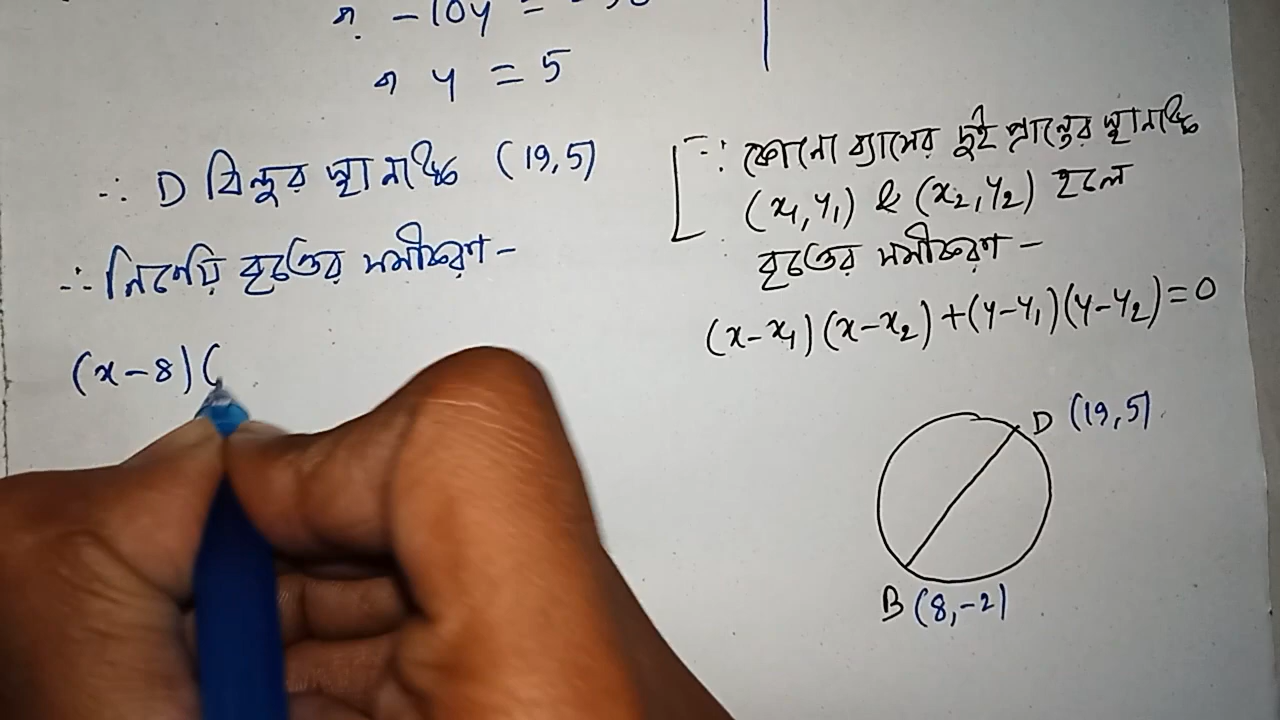 বা, -10y =
বা y = 5
∴ D বিন্দুর স্থানাঙ্ক (19,5)
∴ নির্ণেয় বৃত্তের সমীকরণ -
(x-8)(
[∵ কোনো ব্যাসের দুই প্রান্তের স্থানাঙ্ক
(x₁,y₁) & (x₂,y₂) হলে
বৃত্তের সমীকরণ -
(x-x₁)(x-x₂)+(y-y₁)(y-y₂)=0
D (19,5)
B (8,-2)